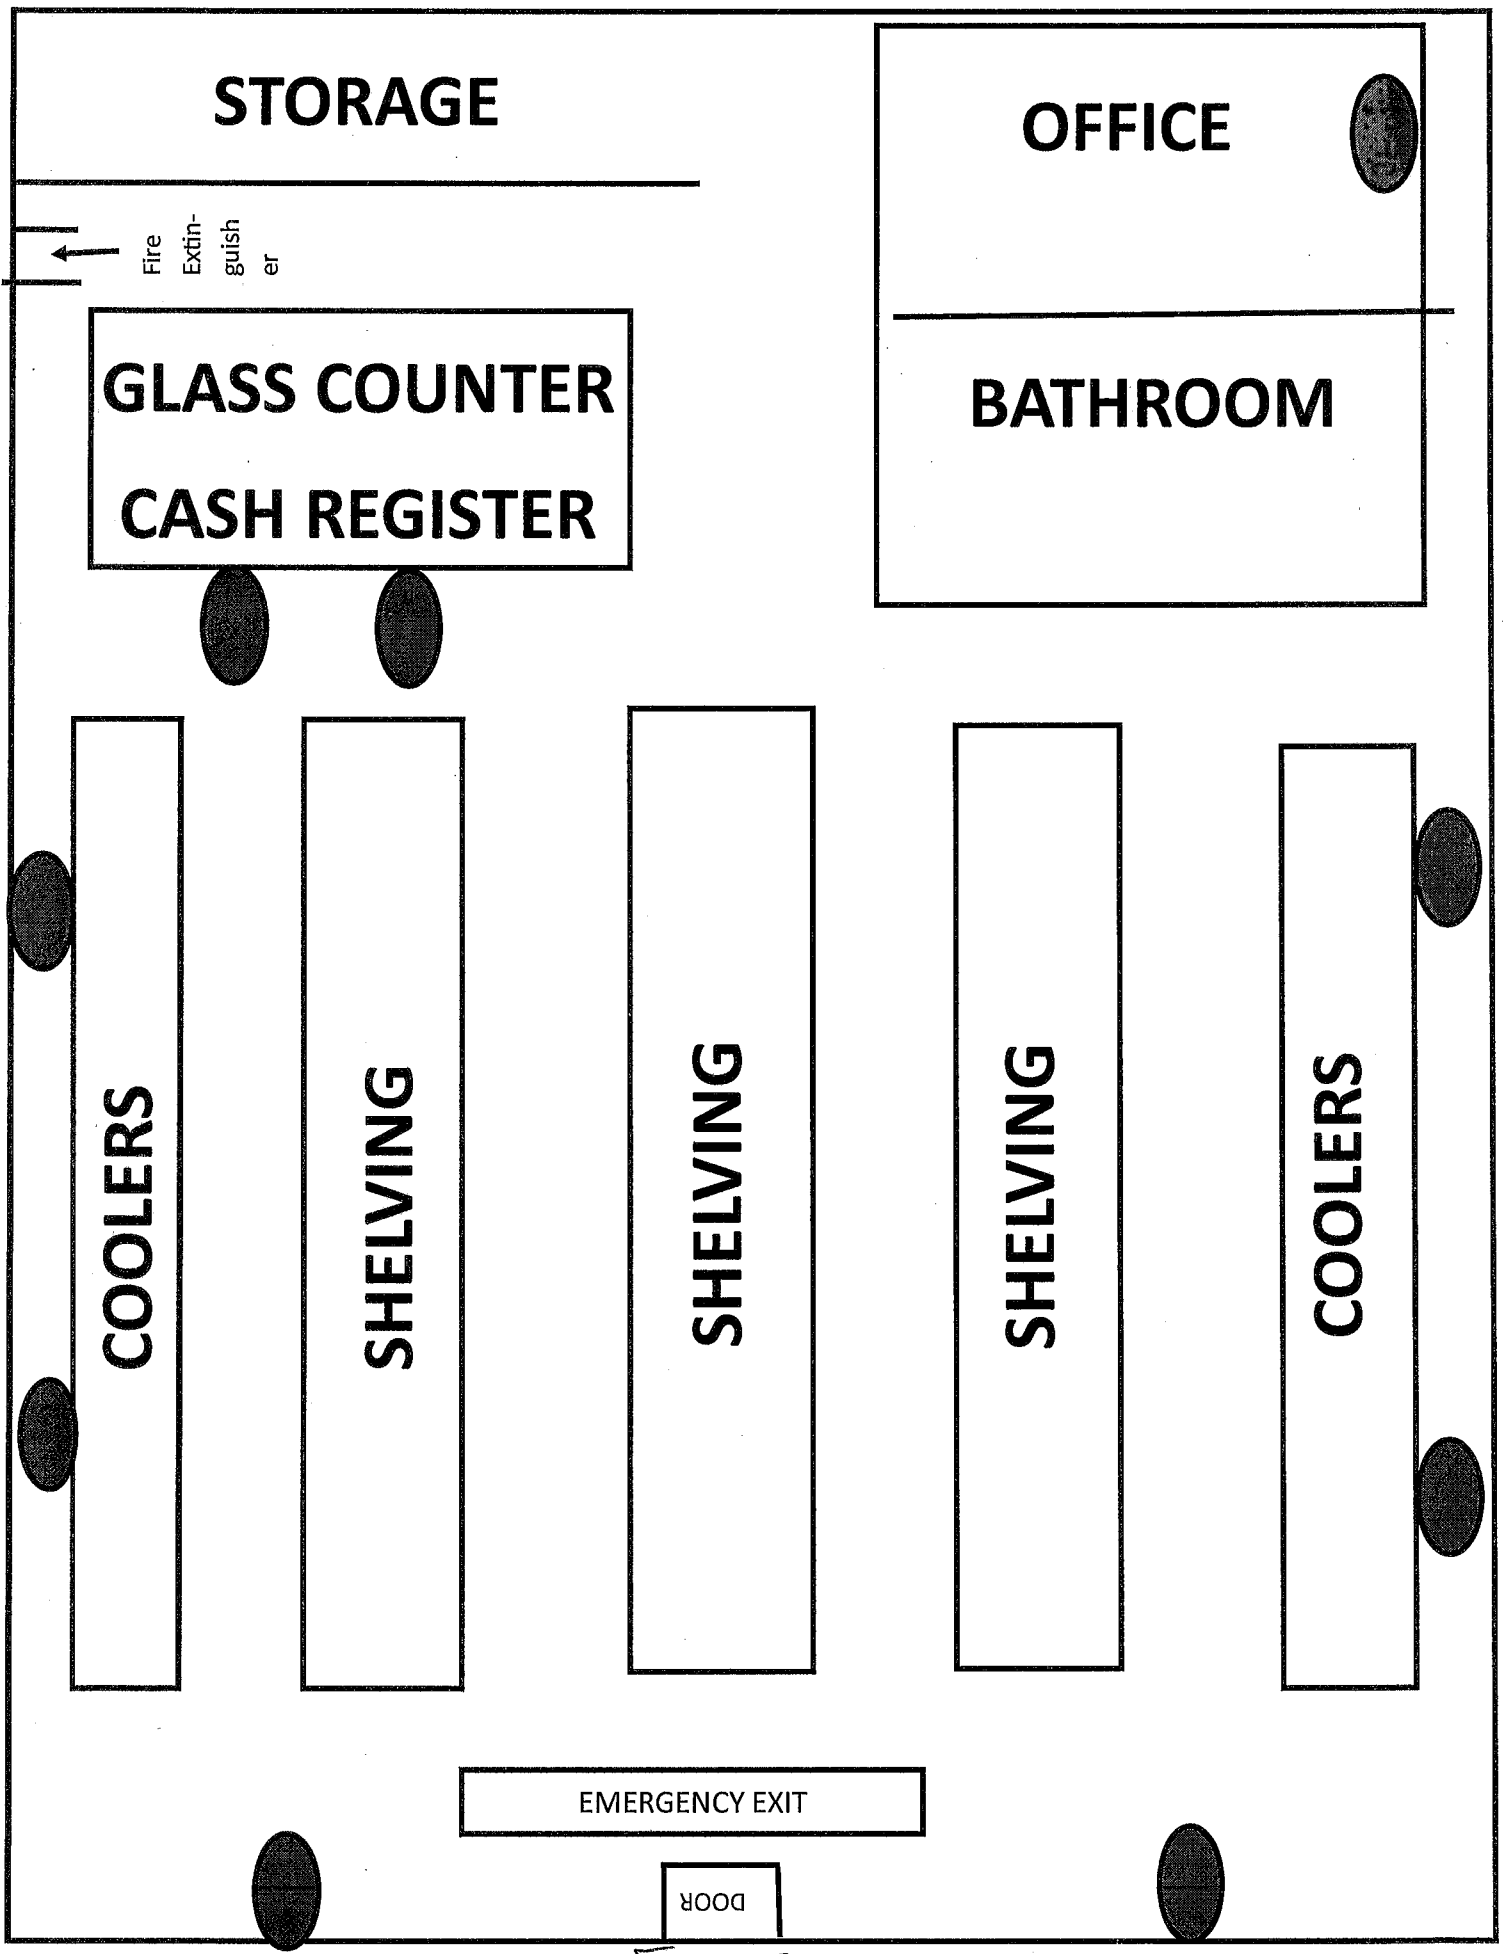 STORAGE
OFFICE
Fire
Extin-
guish
er
GLASS COUNTER
CASH REGISTER
BATHROOM
COOLERS
SHELVING
SHELVING
SHELVING
COOLERS
EMERGENCY EXIT
DOOR